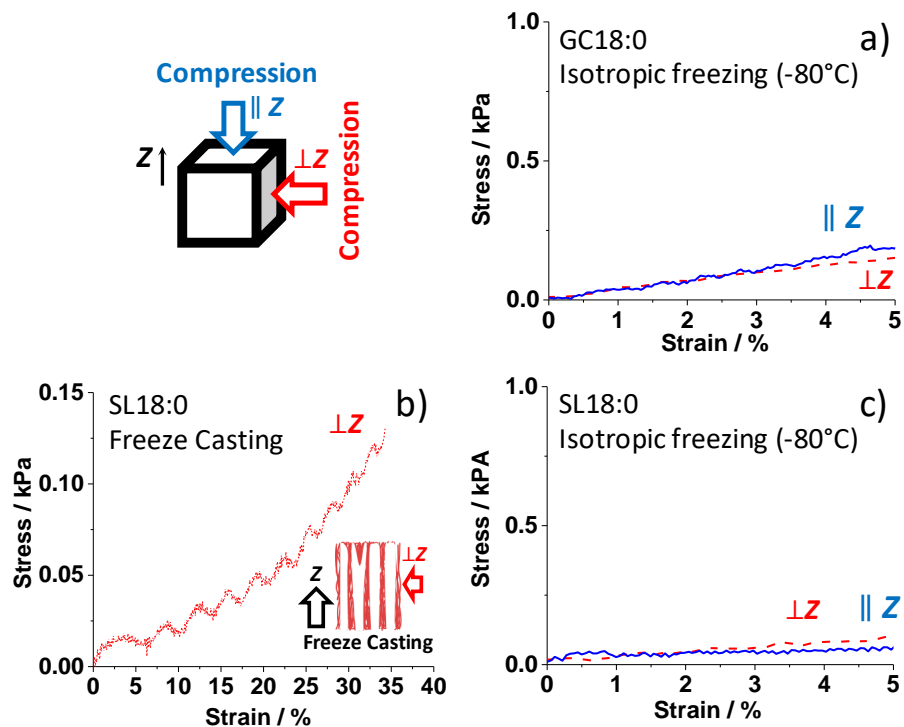 Compression
∥ Z
Z
⊥Z
Compression
a)
GC18:0
Isotropic freezing (-80°C)
Stress / kPa
1.0
0.5
0.0
∥ Z
⊥Z
0 1 2 3 4 5
Strain / %
b)
SL18:0
Freeze Casting
⊥Z
Stress / kPa
0.15
0.10
0.05
0.00
Z
⊥Z
Freeze Casting
0 5 10 15 20 25 30 35 40
Strain / %
c)
SL18:0
Isotropic freezing (-80°C)
Stress / kPA
1.0
0.5
0.0
⊥Z
∥ Z
0 1 2 3 4 5
Strain / %